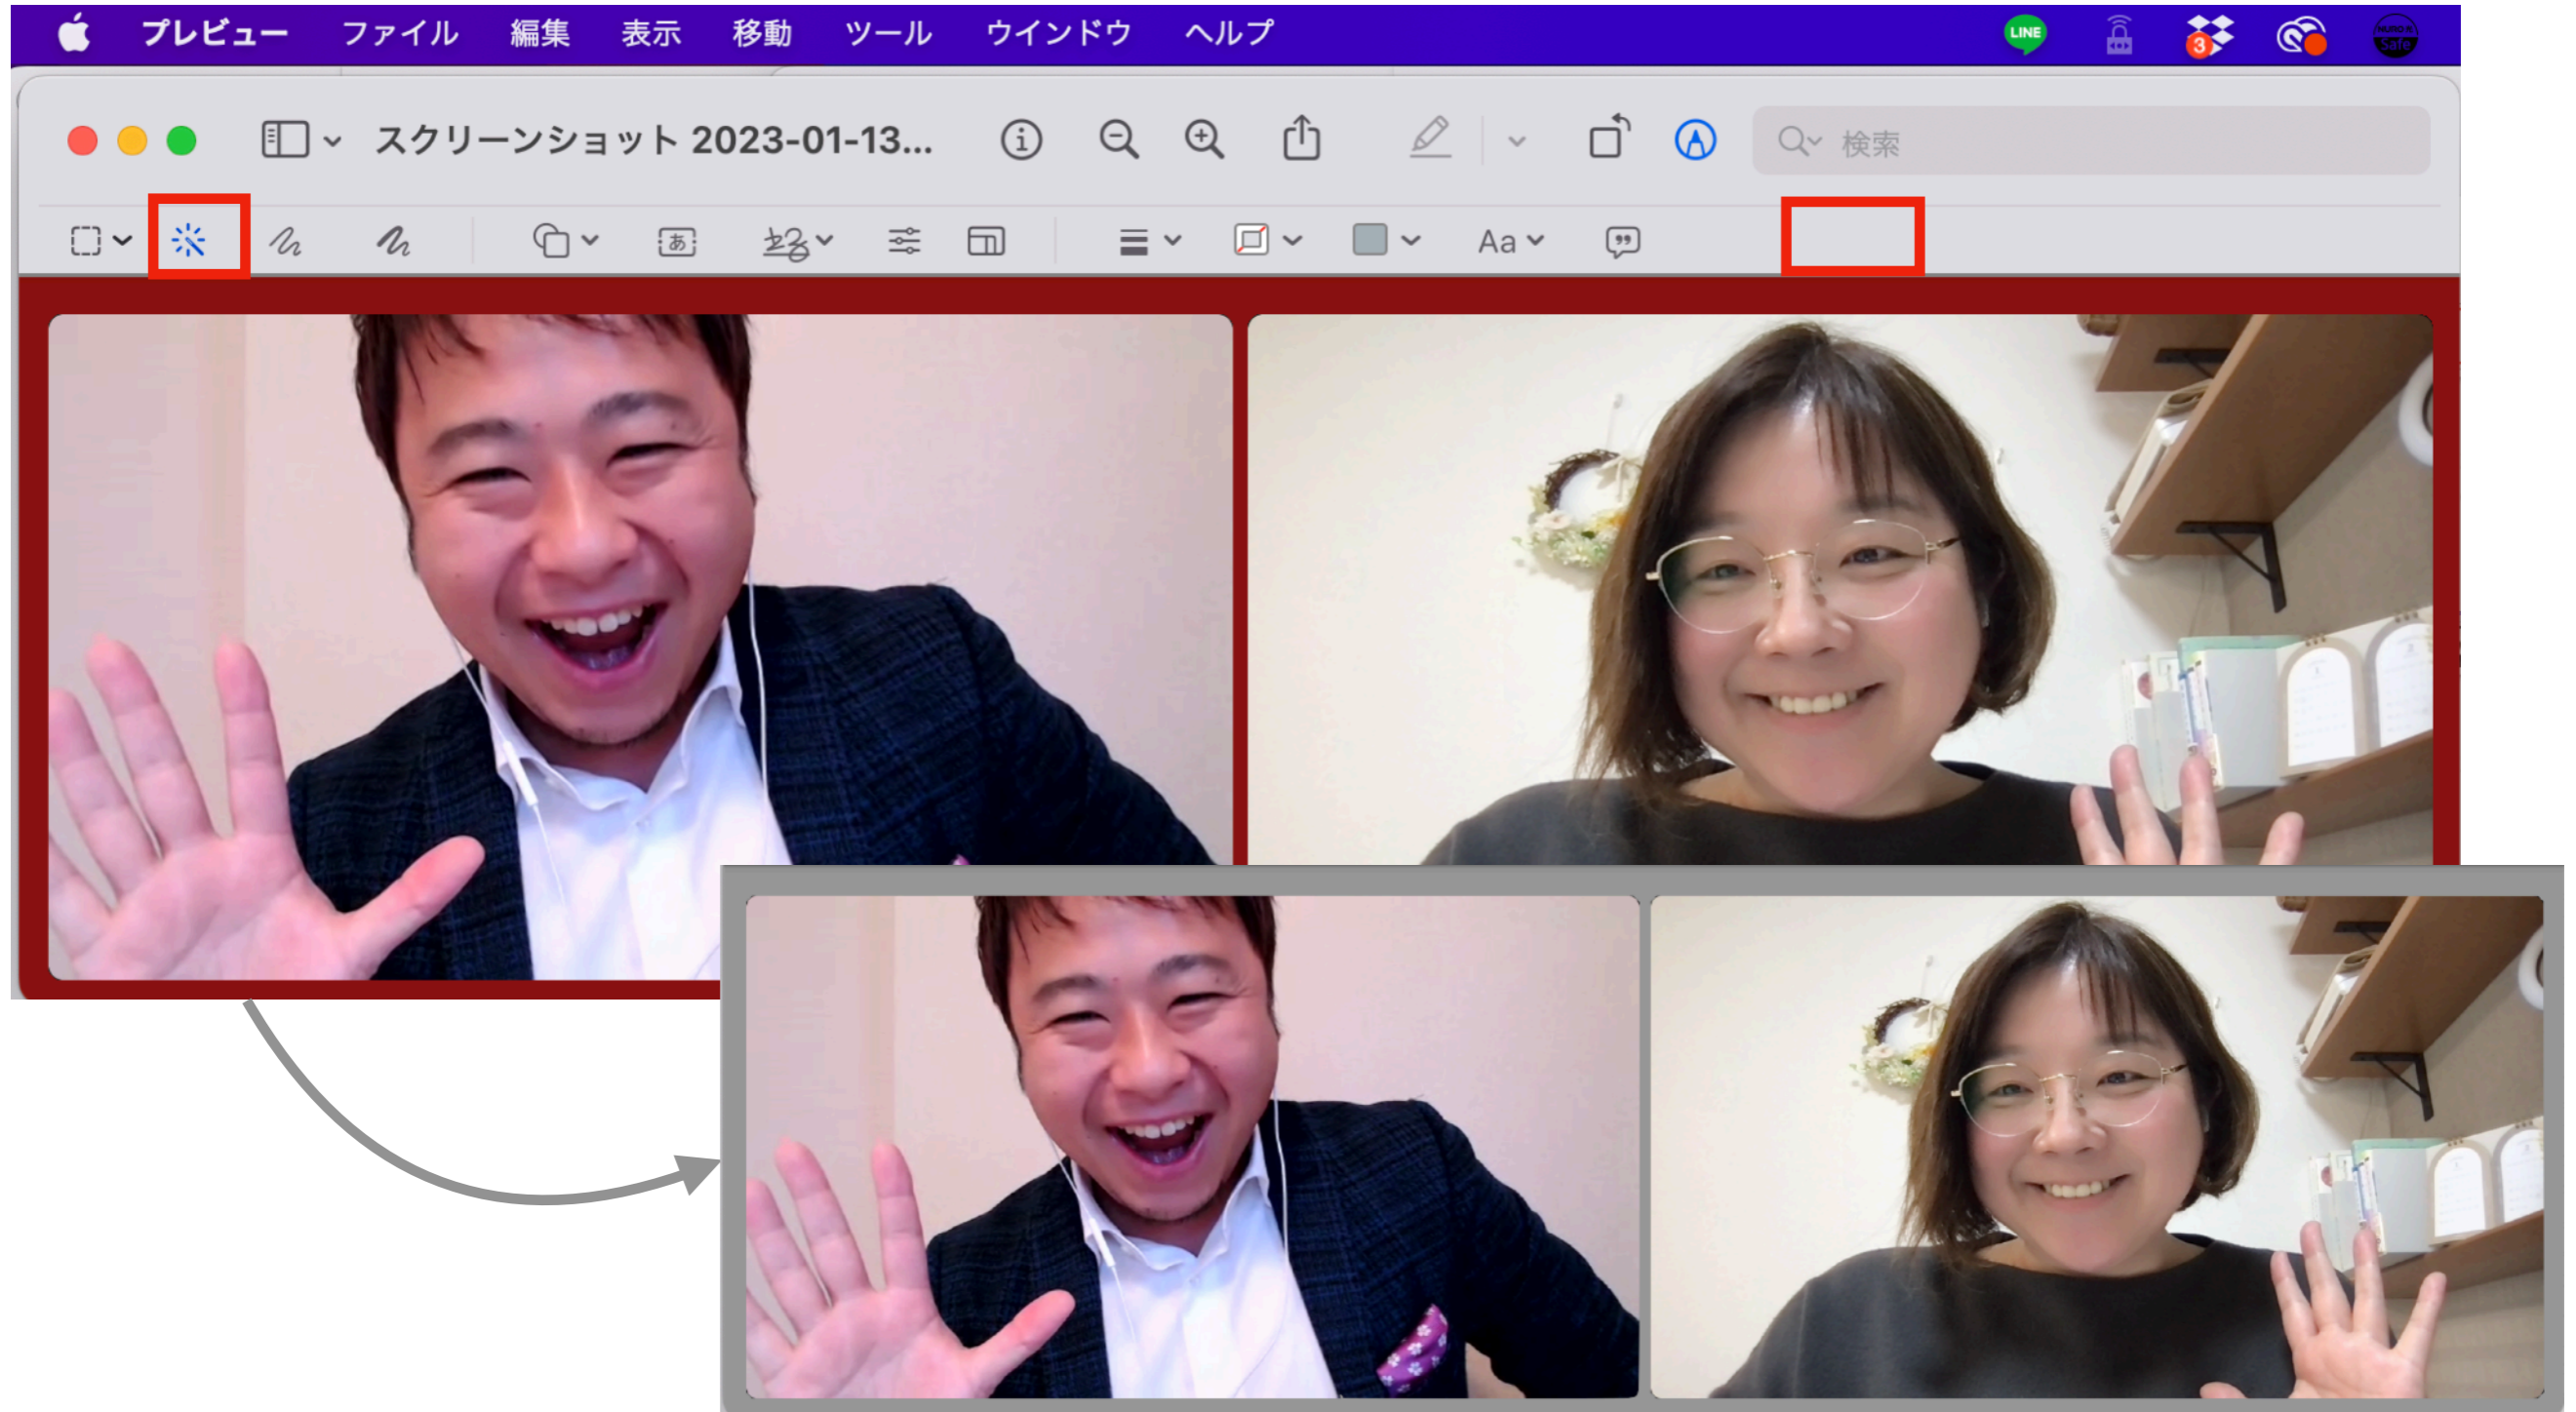 プレビュー ファイル 編集 表示 移動 ツール ウインドウ ヘルプ LINE 3 Safe
スクリーンショット 2023-01-13... 検索
あ Aa